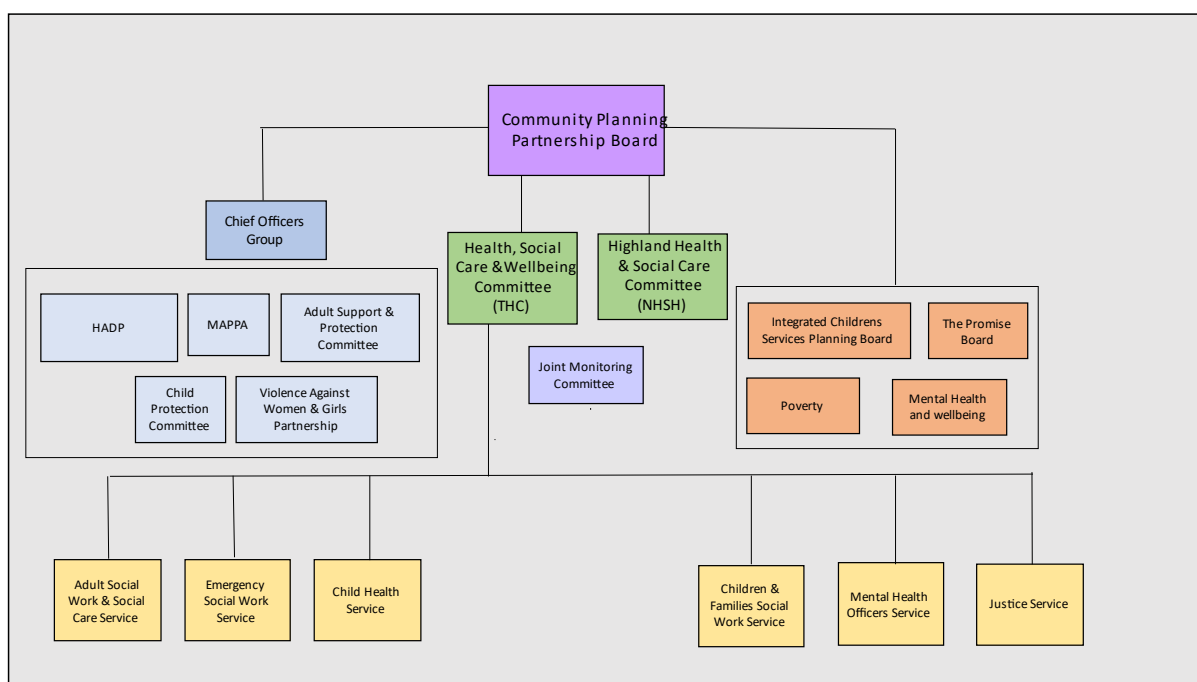 Community Planning
Partnership Board
Chief Officers
Group
Health, Social
Care & Wellbeing
Committee
(THC)
Highland Health
& Social Care
Committee
(NHSH)
HADP
MAPPA
Adult Support &
Protection
Committee
Child
Protection
Committee
Violence Against
Women & Girls
Partnership
Joint Monitoring
Committee
Integrated Childrens
Services Planning Board
The Promise
Board
Poverty
Mental Health
and wellbeing
Adult Social
Work & Social
Care Service
Emergency
Social Work
Service
Child Health
Service
Children &
Families Social
Work Service
Mental Health
Officers Service
Justice Service